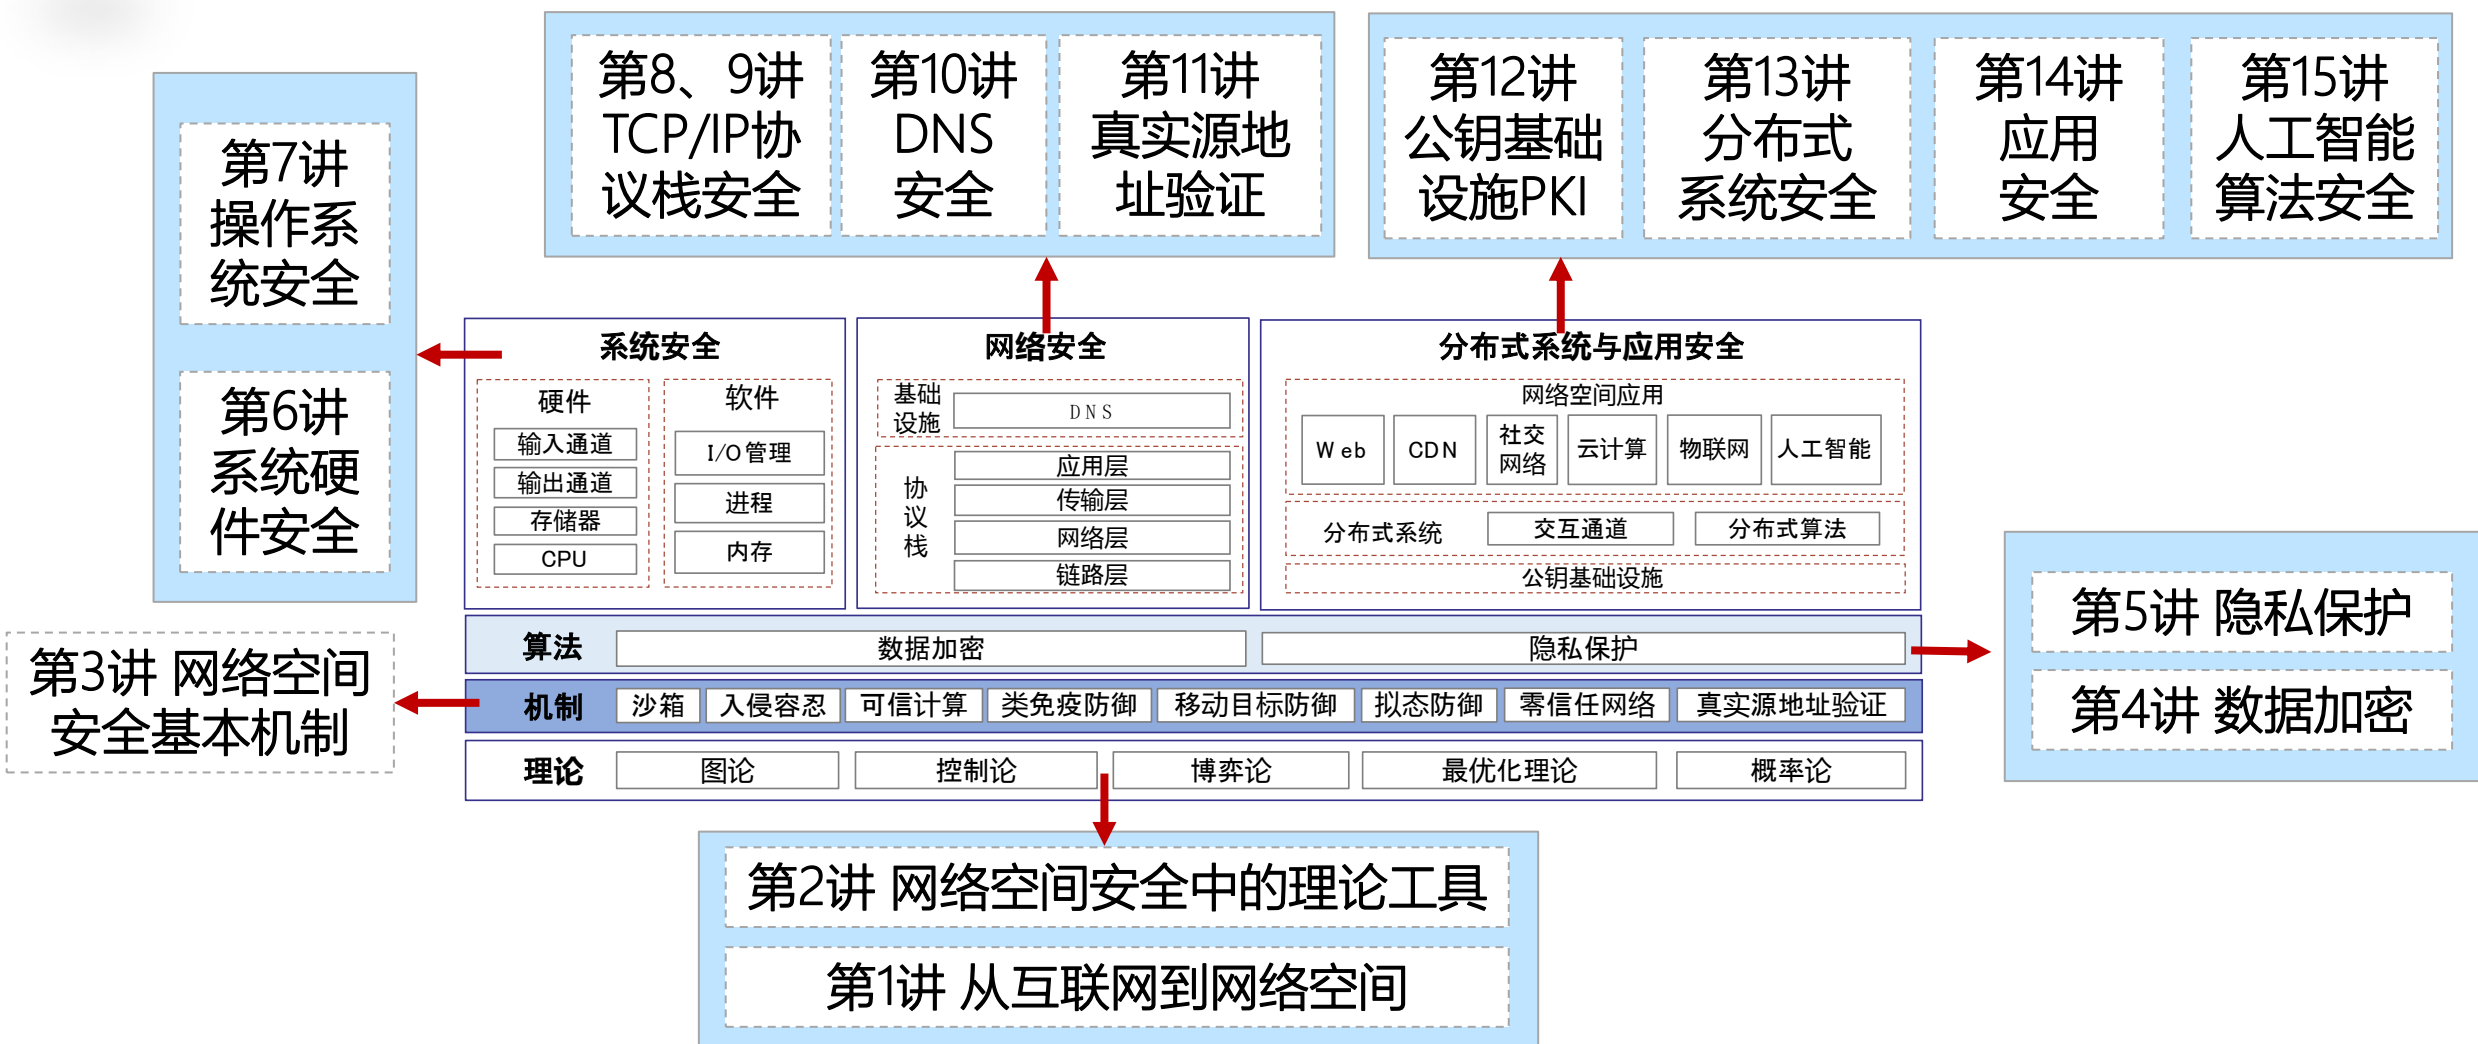 第8、9讲
TCP/IP协
议栈安全
第10讲
DNS
安全
第11讲
真实源地
址验证
第12讲
公钥基础
设施PKI
第13讲
分布式
系统安全
第14讲
应用
安全
第15讲
人工智能
算法安全
第7讲
操作系
统安全
第6讲
系统硬
件安全
系统安全
硬件
输入通道
输出通道
存储器
CPU
软件
I/O管理
进程
内存
网络安全
基础
设施
DNS
协
议
栈
应用层
传输层
网络层
链路层
分布式系统与应用安全
网络空间应用
Web
CDN
社交
网络
云计算
物联网
人工智能
分布式系统
交互通道
分布式算法
公钥基础设施
算法
数据加密
隐私保护
机制
沙箱
入侵容忍
可信计算
类免疫防御
移动目标防御
拟态防御
零信任网络
真实源地址验证
理论
图论
控制论
博弈论
最优化理论
概率论
第5讲 隐私保护
第4讲 数据加密
第3讲 网络空间
安全基本机制
第2讲 网络空间安全中的理论工具
第1讲 从互联网到网络空间